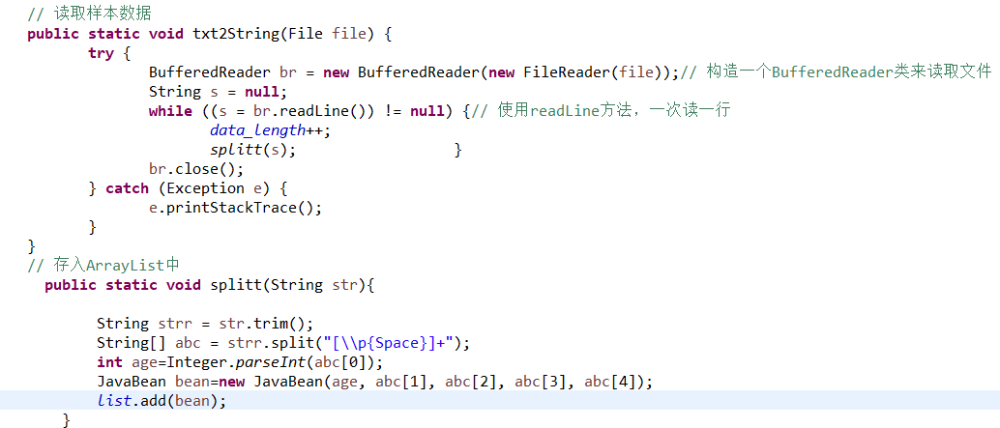 // 读取样本数据
public static void txt2String(File file) {
try {
BufferedReader br = new BufferedReader(new FileReader(file));// 构造一个BufferedReader类来读取文件
String s = null;
while ((s = br.readLine()) != null) {// 使用readLine方法，一次读一行
data_length++;
splitt(s); }
br.close();
} catch (Exception e) {
e.printStackTrace();
}
}
// 存入ArrayList中
public static void splitt(String str){
String strr = str.trim();
String[] abc = strr.split("[\\p{Space}]+");
int age=Integer.parseInt(abc[0]);
JavaBean bean=new JavaBean(age, abc[1], abc[2], abc[3], abc[4]);
list.add(bean);
}